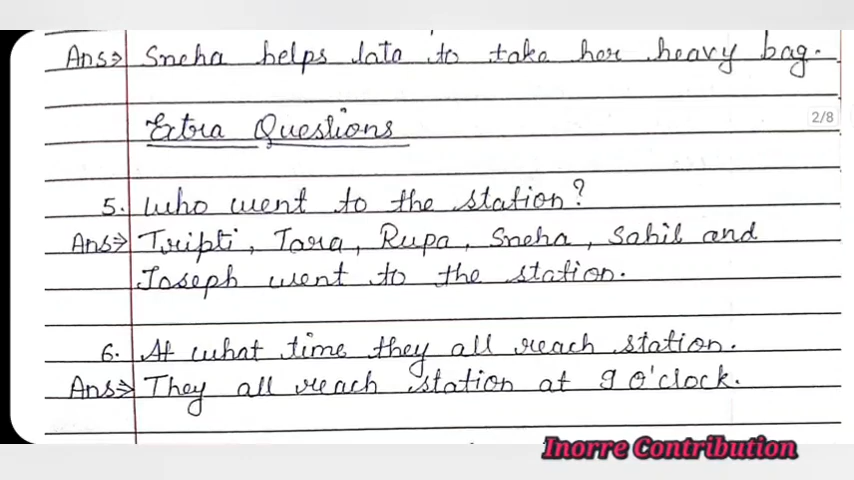 Ans⇒ Sneha helps lata to take her heavy bag.
Extra Questions
2/8
5. Who went to the station?
Ans⇒ Tripti, Tara, Rupa, Sneha, Sahil and
Joseph went to the station.
6. At what time they all reach station.
Ans⇒ They all reach station at 9 O'clock.
Inorre Contribution